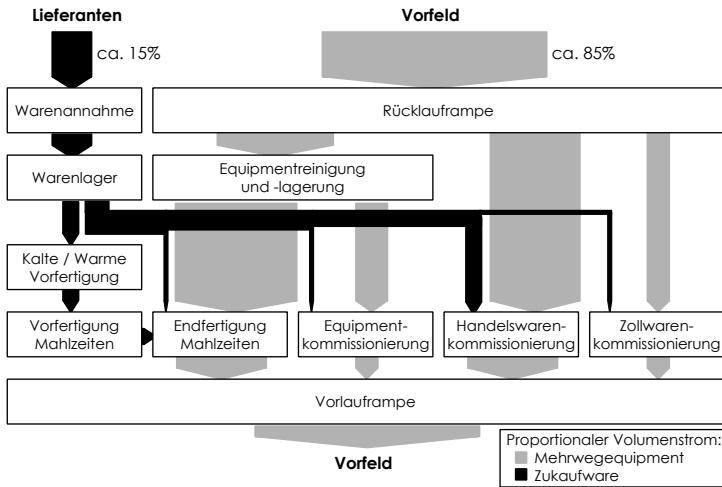 Lieferanten
Vorfeld
ca. 15%
ca. 85%
Warenannahme
Rücklauframpe
Warenlager
Equipmentreinigung
und -lagerung
Kalte / Warme
Vorfertigung
Vorfertigung
Mahlzeiten
Endfertigung
Mahlzeiten
Equipment-
kommissionierung
Handelswaren-
kommissionierung
Zollwaren-
kommissionierung
Vorlauframpe
Vorfeld
Proportionaler Volumenstrom:
Mehrwegequipment
Zukaufware